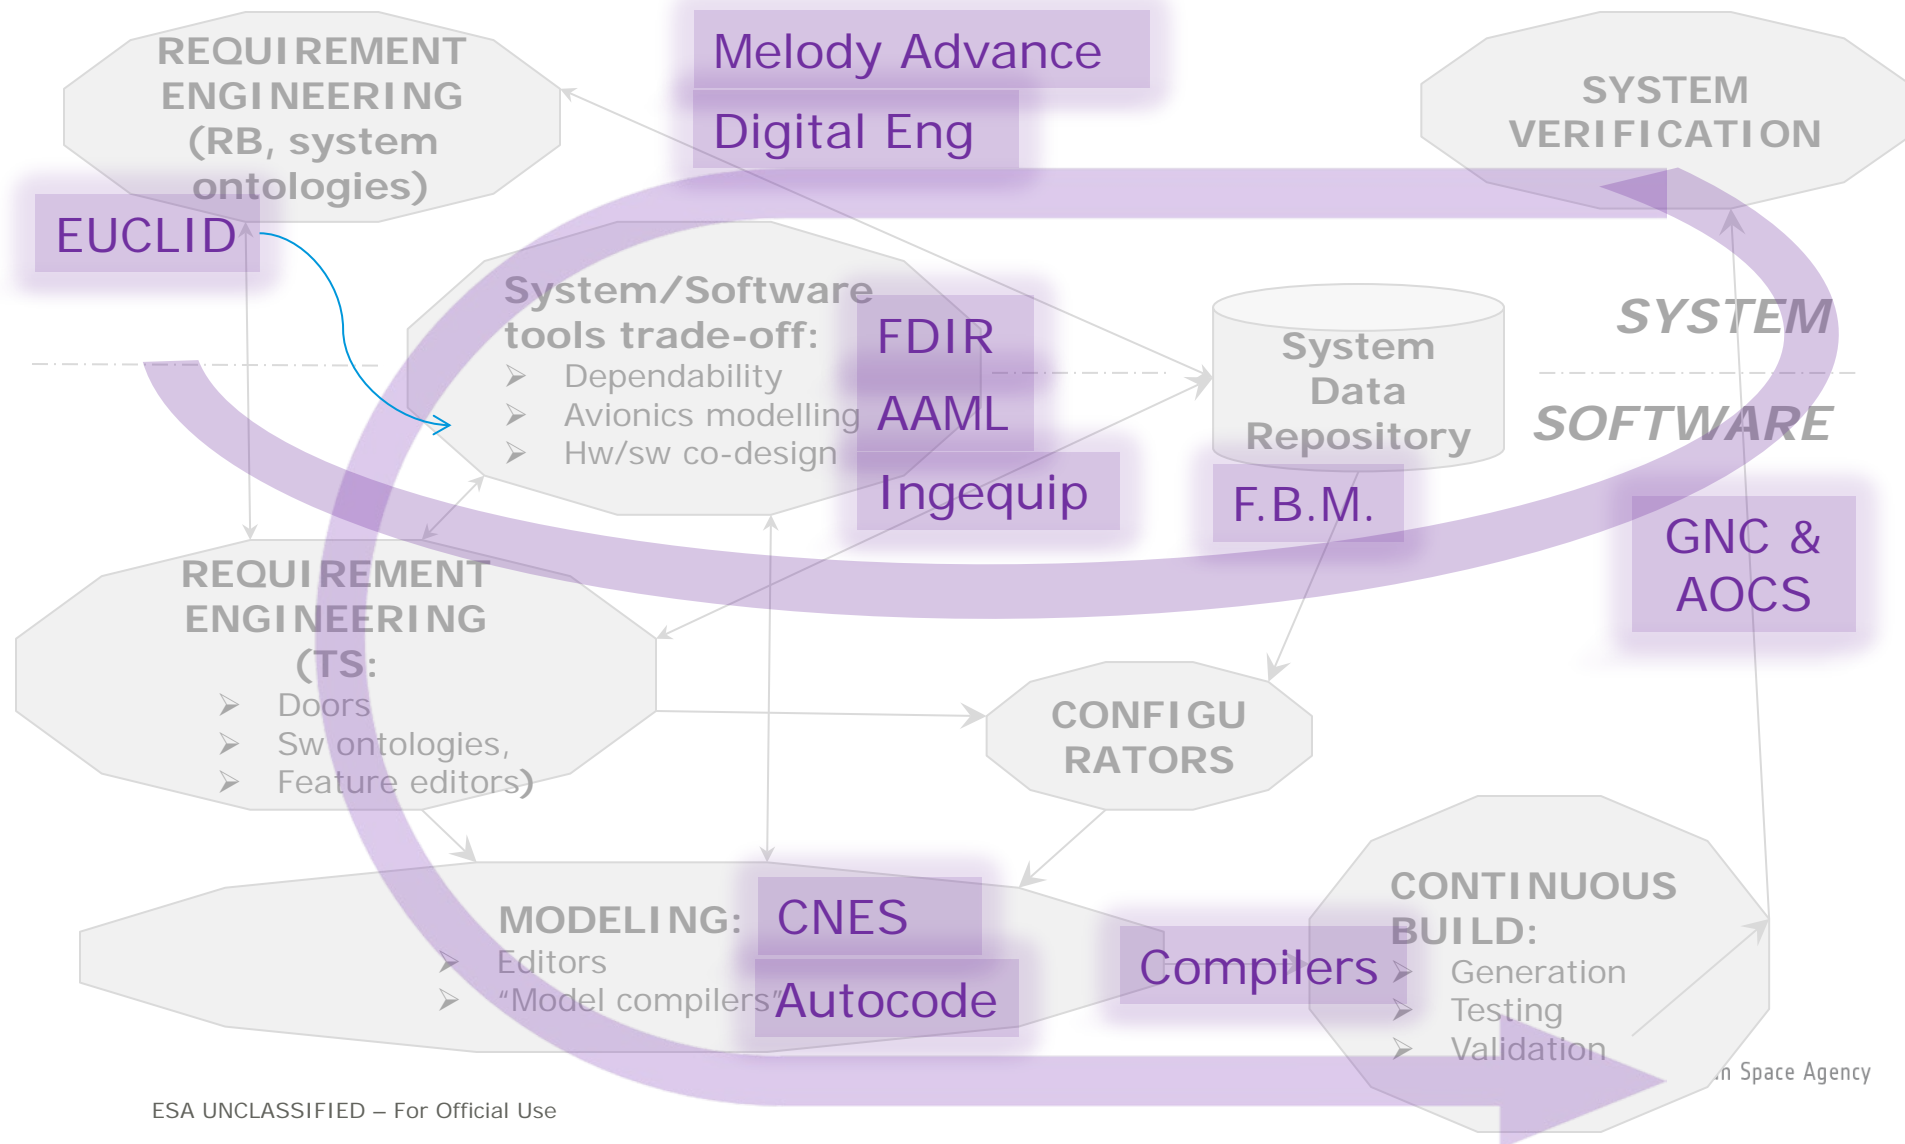 REQUIREMENT
ENGINEERING
(RB, system
ontologies)
Melody Advance
Digital Eng
SYSTEM
VERIFICATION
EUCLID
System/Software
tools trade-off:
➢ Dependability
➢ Avionics modelling
➢ Hw/sw co-design
FDIR
AAML
Ingequip
System
Data
Repository
F.B.M.
SYSTEM
SOFTWARE
GNC &
AOCS
REQUIREMENT
ENGINEERING
(TS:
➢ Doors
➢ Sw ontologies,
➢ Feature editors)
CONFIGU
RATORS
MODELING:
➢ Editors
➢ “Model compilers”
CNES
Autocode
Compilers
CONTINUOUS
BUILD:
➢ Generation
➢ Testing
➢ Validation
Space Agency
ESA UNCLASSIFIED – For Official Use